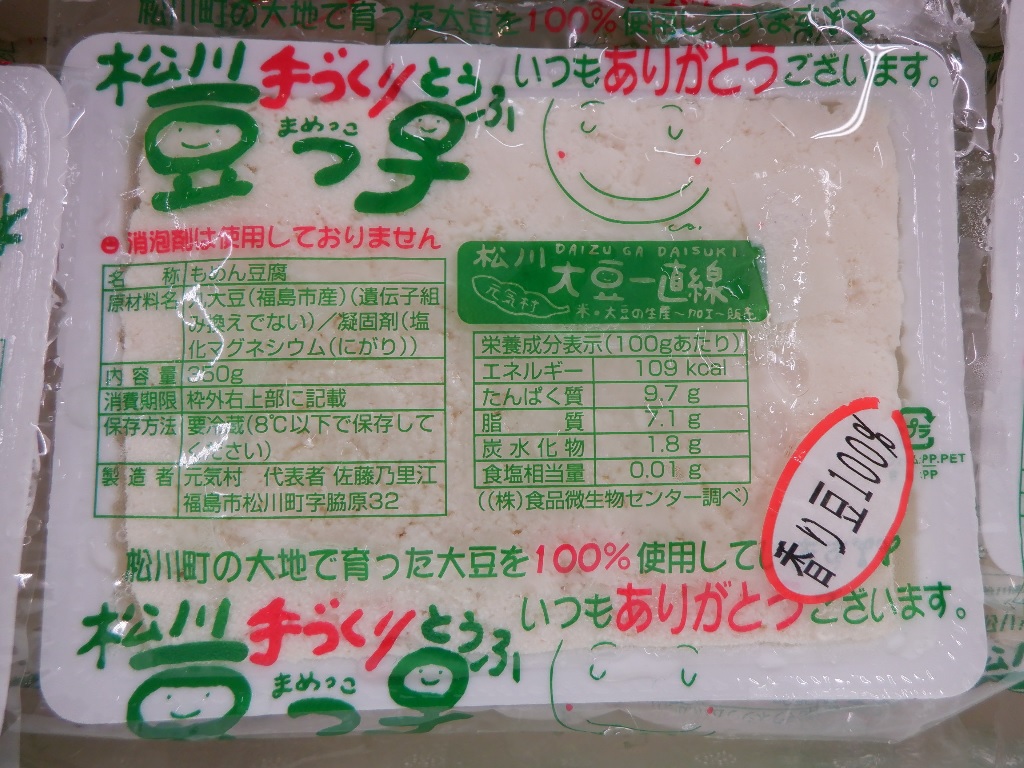 松川町の大地で育った大豆を100%使用しています
松川 手づくりとうふ いつもありがとうございます。
豆っ子
まめっこ
消泡剤は使用しておりません
名 称 もめん豆腐
原材料名 丸大豆(福島市産)(遺伝子組
み換えでない)/凝固剤(塩
化マグネシウム(にがり))
内容量 350g
消費期限 枠外右上部に記載
保存方法 要冷蔵(8℃以下で保存して
ください)
製造者 元気村 代表者 佐藤乃里江
福島市松川町字脇原32
松川 DAIZU GA DAISUKI
大豆一直線
元気村
米・大豆の生産〜加工〜販売
栄養成分表示(100gあたり)
エネルギー 109 kcal
たんぱく質 9.7 g
脂 質 7.1 g
炭水化物 1.8 g
食塩相当量 0.01 g
((株)食品微生物センター調べ)
香り豆100g
プラ
PP.PET
PP
松川町の大地で育った大豆を100%使用して
松川 手づくりとうふ いつもありがとうございます。
豆っ子
まめっこ